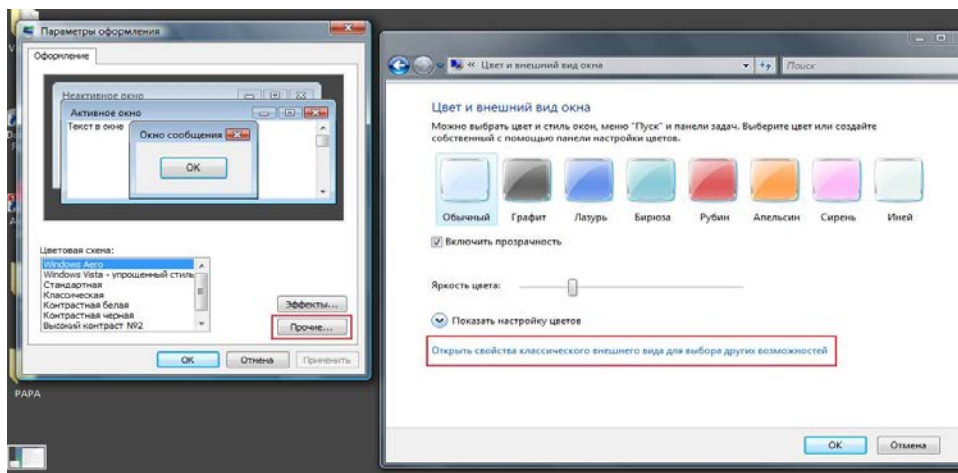 Параметры оформления
Оформление
Неактивное окно
Активное окно
Текст в окне
Окно сообщения
OK
Цветовая схема:
Windows Aero
Windows Vista - упрощенный стиль
Стандартная
Классическая
Контрастная белая
Контрастная черная
Высокий контраст №2
Эффекты...
Прочие...
OK
Отмена
Применить
PAPA
« Цвет и внешний вид окна
Поиск
Цвет и внешний вид окна
Можно выбрать цвет и стиль окон, меню "Пуск" и панели задач. Выберите цвет или создайте
собственный с помощью панели настройки цветов.
Обычный Графит Лазурь Бирюза Рубин Апельсин Сирень Иней
Включить прозрачность
Яркость цвета:
Показать настройку цветов
Открыть свойства классического внешнего вида для выбора других возможностей
OK
Отмена